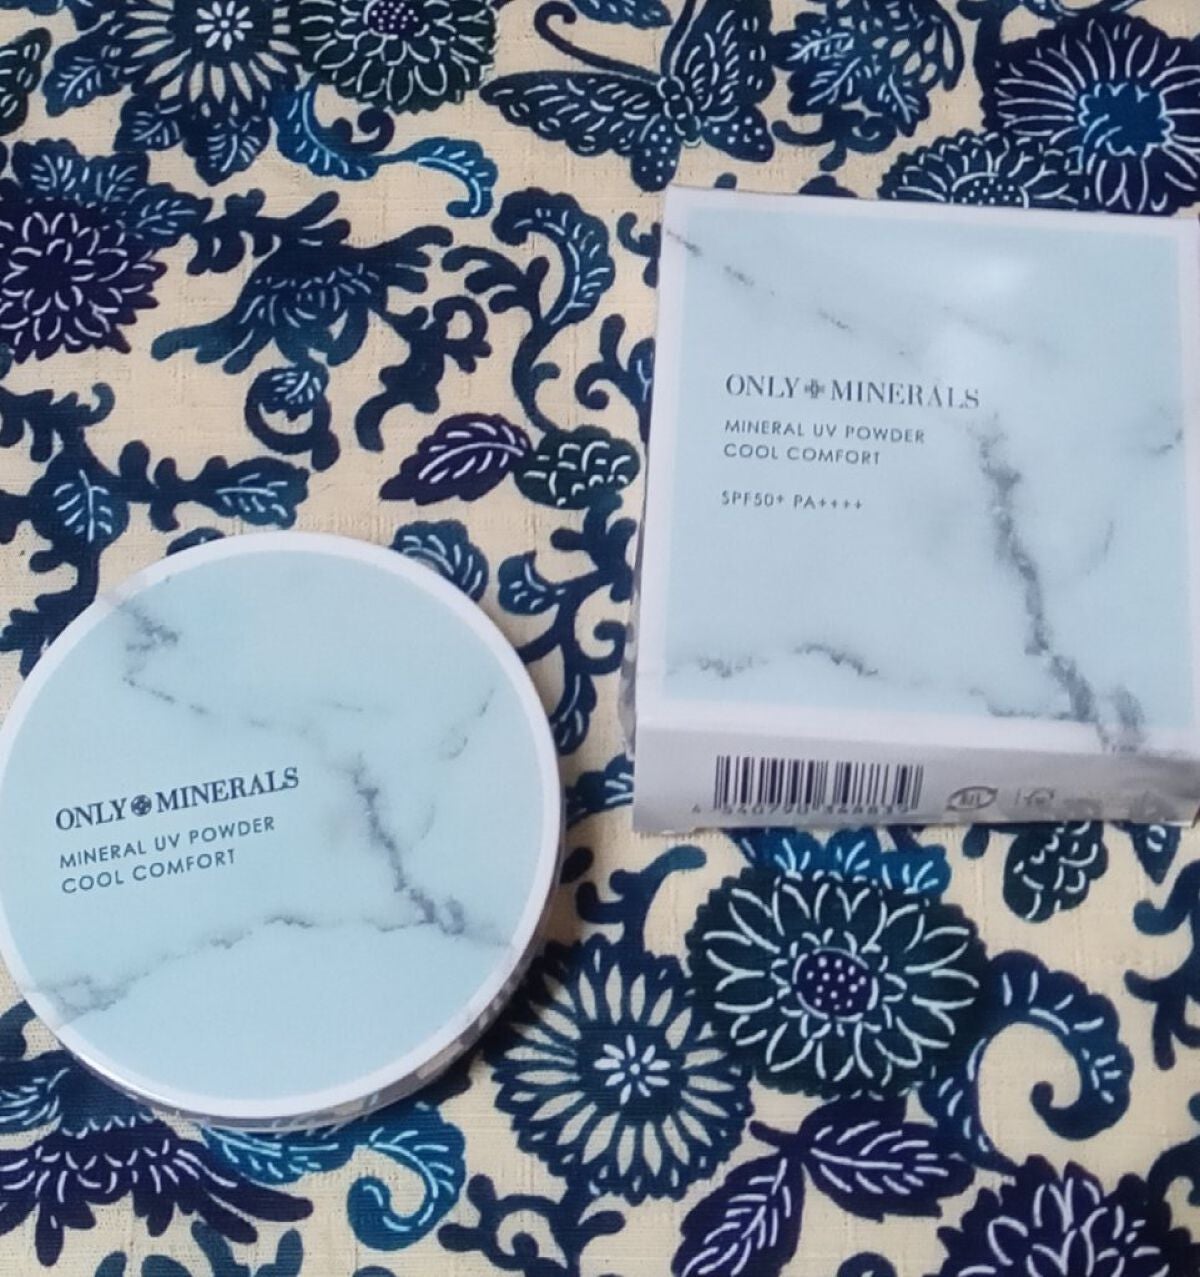 ONLY MINERALS
MINERAL UV POWDER
COOL COMFORT
SPF50+ PA++++
ONLY MINERALS
MINERAL UV POWDER
COOL COMFORT